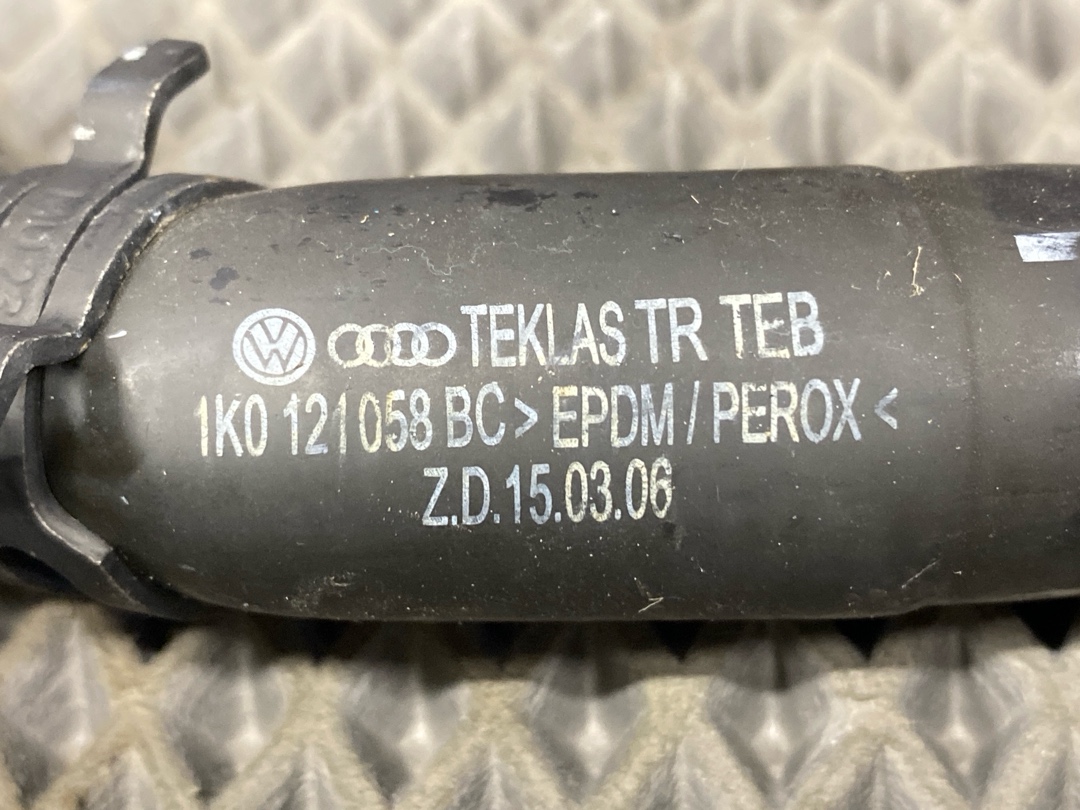 TEKLAS TR TEB
1K0 121 058 BC > EPDM / PEROX <
Z.D.15.03.06